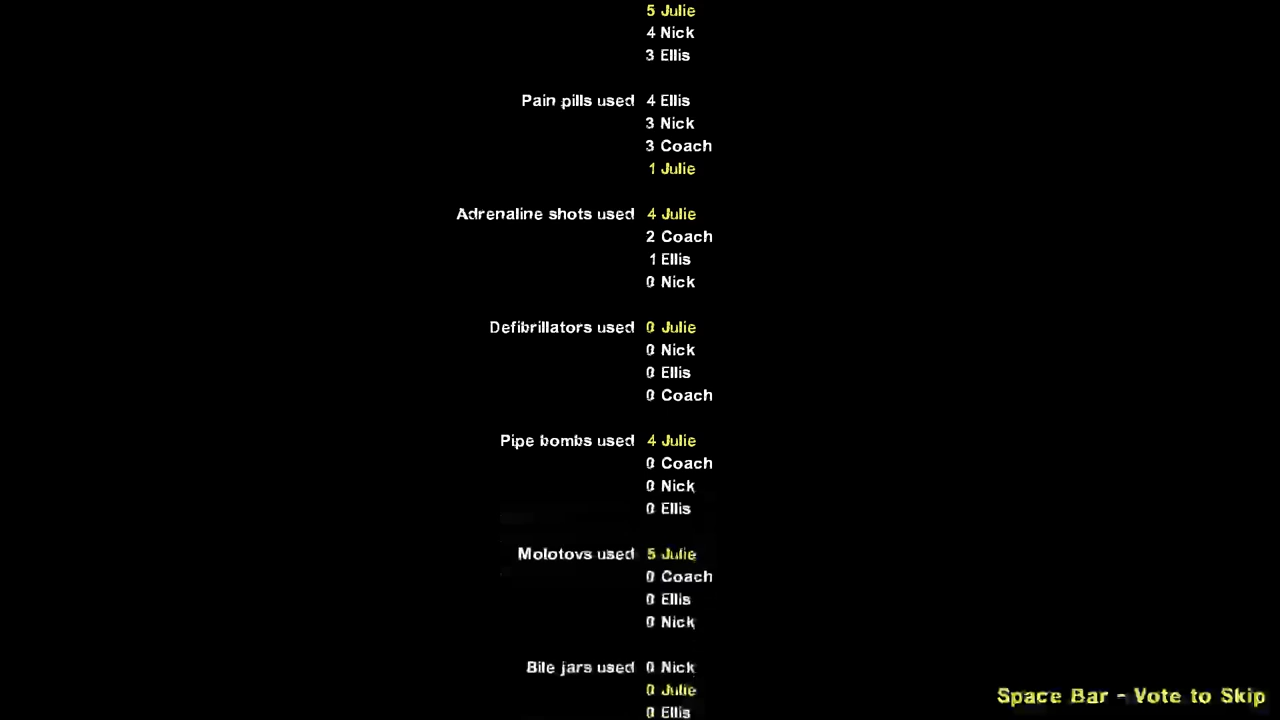 5 Julie
4 Nick
3 Ellis
Pain pills used 4 Ellis
3 Nick
3 Coach
1 Julie
Adrenaline shots used 4 Julie
2 Coach
1 Ellis
0 Nick
Defibrillators used 0 Julie
0 Nick
0 Ellis
0 Coach
Pipe bombs used 4 Julie
0 Coach
0 Nick
0 Ellis
Molotovs used 5 Julie
0 Coach
0 Ellis
0 Nick
Bile jars used 0 Nick
0 Julie
0 Ellis
Space Bar - Vote to Skip